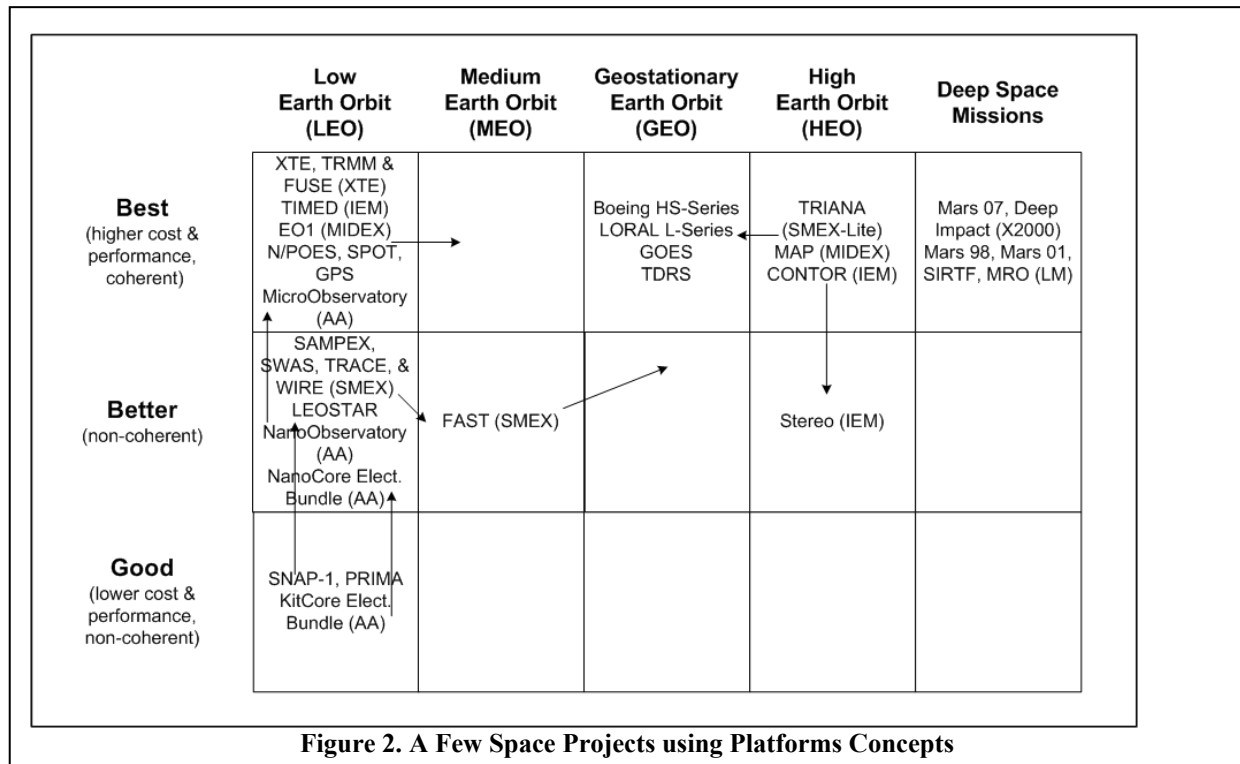 Low
Earth Orbit
(LEO)
Medium
Earth Orbit
(MEO)
Geostationary
Earth Orbit
(GEO)
High
Earth Orbit
(HEO)
Deep Space
Missions
Best
(higher cost &
performance,
coherent)
XTE, TRMM &
FUSE (XTE)
TIMED (IEM)
EO1 (MIDEX)
N/POES, SPOT,
GPS
MicroObservatory
(AA)
Boeing HS-Series
LORAL L-Series
GOES
TDRS
TRIANA
(SMEX-Lite)
MAP (MIDEX)
CONTOR (IEM)
Mars 07, Deep
Impact (X2000)
Mars 98, Mars 01,
SIRTF, MRO (LM)
Better
(non-coherent)
SAMPEX,
SWAS, TRACE, &
WIRE (SMEX)
LEOSTAR
NanoObservatory
(AA)
NanoCore Elect.
Bundle (AA)
FAST (SMEX)
Stereo (IEM)
Good
(lower cost &
performance,
non-coherent)
SNAP-1, PRIMA
KitCore Elect.
Bundle (AA)
Figure 2. A Few Space Projects using Platforms Concepts